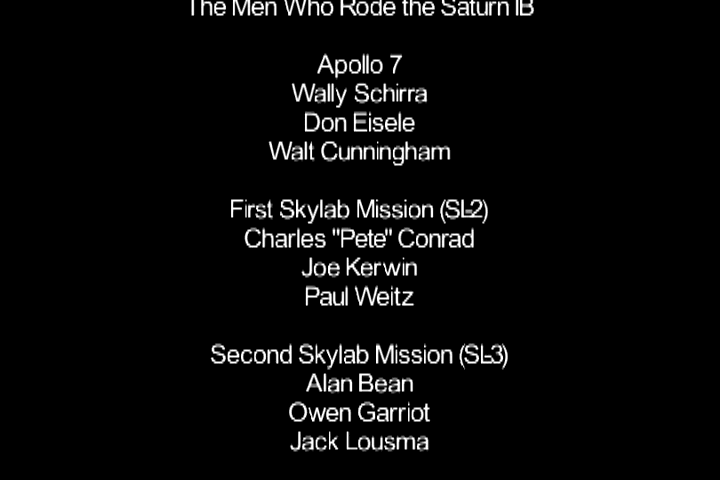 The Men Who Rode the Saturn IB
Apollo 7
Wally Schirra
Don Eisele
Walt Cunningham
First Skylab Mission (SL-2)
Charles "Pete" Conrad
Joe Kerwin
Paul Weitz
Second Skylab Mission (SL-3)
Alan Bean
Owen Garriot
Jack Lousma